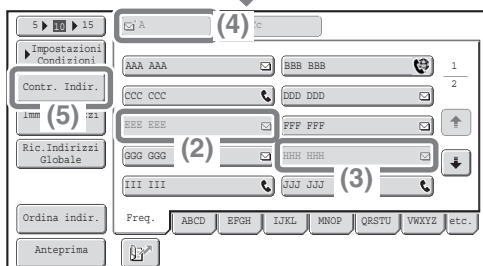 5 10 15
A
(4)
c
Impostazioni
Condizioni
AAA AAA
BBB BBB
1
2
Contr. Indir.
CCC CCC
DDD DDD
(5)
EEE EEE
FFF FFF
(2)
Ric.Indirizzi
Globale
GGG GGG
HHH HHH
(3)
III III
JJJ JJJ
Ordina indir.
Freq.
ABCD
EFGH
IJKL
MNOP
QRSTU
VWXYZ
etc.
Anteprima